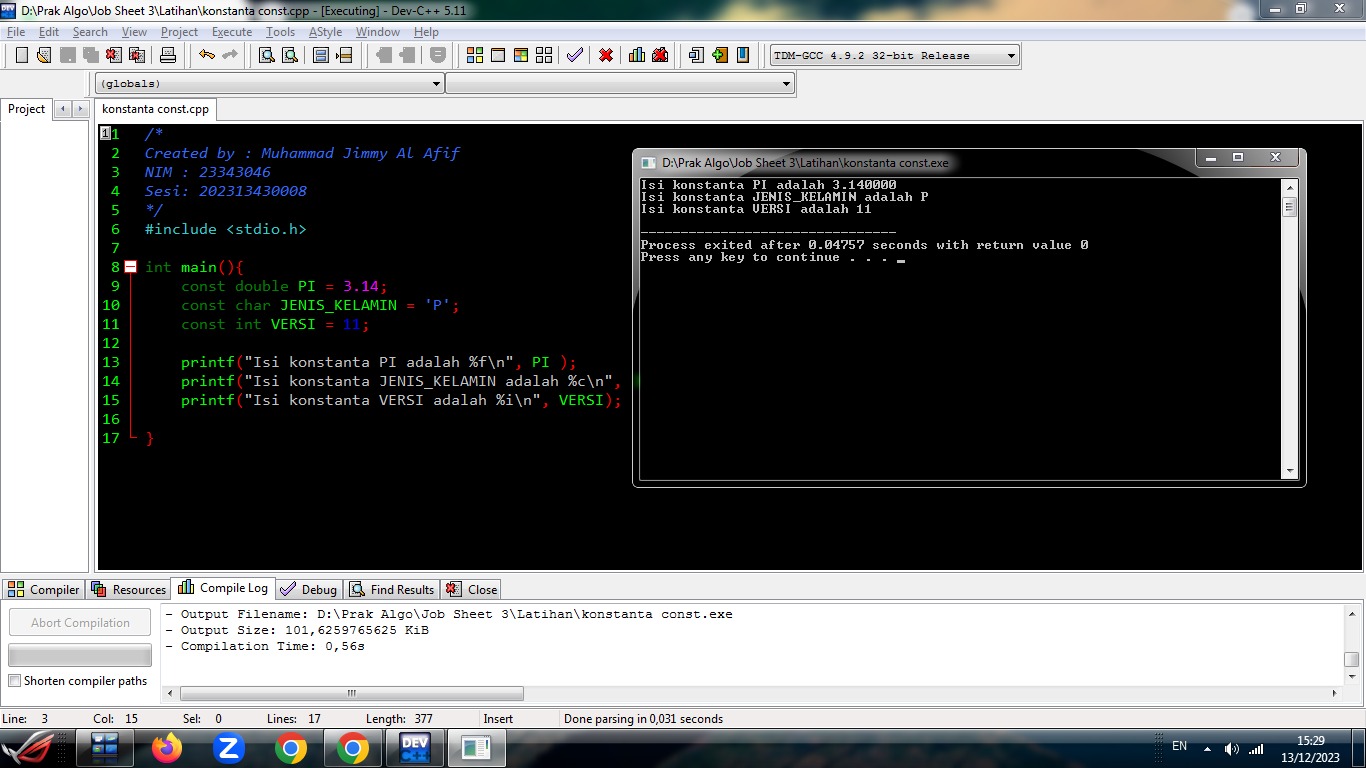 D:\Prak Algo\Job Sheet 3\Latihan\konstanta const.cpp - [Executing] - Dev-C++ 5.11
File Edit Search View Project Execute Tools AStyle Window Help
TDM-GCC 4.9.2 32-bit Release
(globals)
Project
konstanta const.cpp
1 /*
2 Created by : Muhammad Jimmy Al Afif
3 NIM : 23343046
4 Sesi: 202313430008
5 */
6 #include <stdio.h>
7
8 int main(){
9 const double PI = 3.14;
10 const char JENIS_KELAMIN = 'P';
11 const int VERSI = 11;
12
13 printf("Isi konstanta PI adalah %f\n", PI );
14 printf("Isi konstanta JENIS_KELAMIN adalah %c\n",
15 printf("Isi konstanta VERSI adalah %i\n", VERSI);
16
17 }
D:\Prak Algo\Job Sheet 3\Latihan\konstanta const.exe
Isi konstanta PI adalah 3.140000
Isi konstanta JENIS_KELAMIN adalah P
Isi konstanta VERSI adalah 11
--------------------------------
Process exited after 0.04757 seconds with return value 0
Press any key to continue . . . _
Compiler Resources Compile Log Debug Find Results Close
Abort Compilation
Shorten compiler paths
- Output Filename: D:\Prak Algo\Job Sheet 3\Latihan\konstanta const.exe
- Output Size: 101,6259765625 KiB
- Compilation Time: 0,56s
Line: 3 Col: 15 Sel: 0 Lines: 17 Length: 377 Insert Done parsing in 0,031 seconds
DEV C++
EN
15:29
13/12/2023